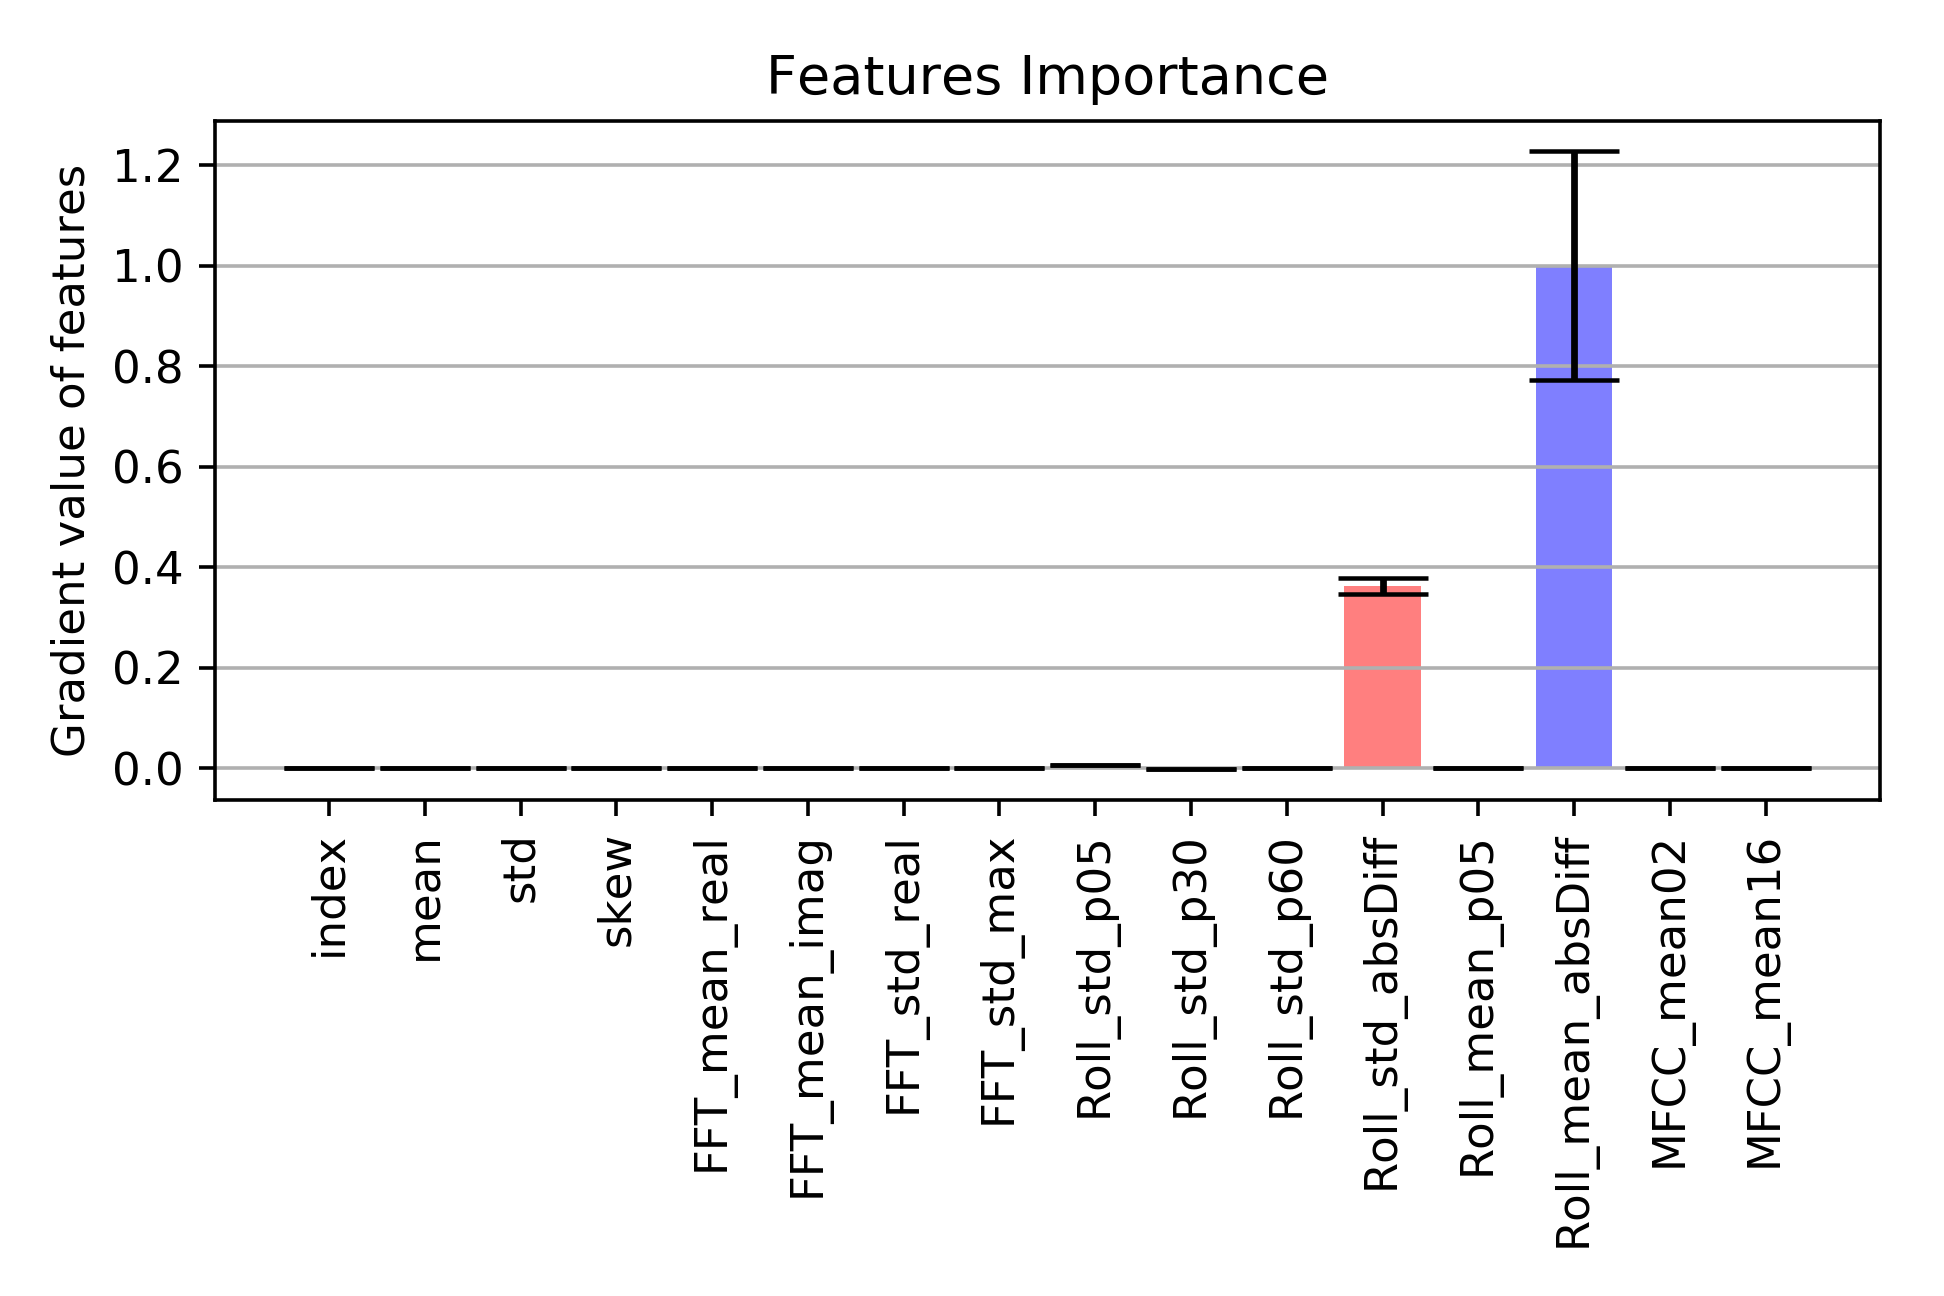 Features Importance
Gradient value of features
1.2
1.0
0.8
0.6
0.4
0.2
0.0
index
mean
std
skew
FFT_mean_real
FFT_mean_imag
FFT_std_real
FFT_std_max
Roll_std_p05
Roll_std_p30
Roll_std_p60
Roll_std_absDiff
Roll_mean_p05
Roll_mean_absDiff
MFCC_mean02
MFCC_mean16